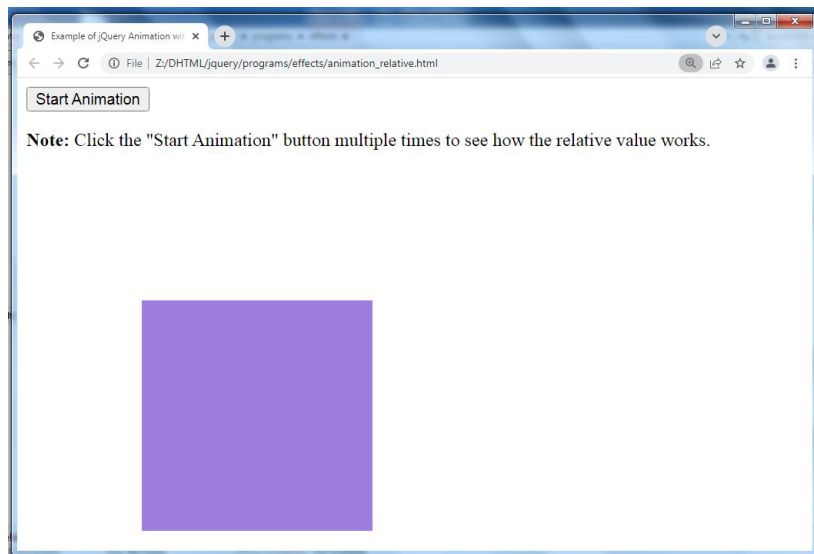 Example of jQuery Animation wit
File | Z:/DHTML/jquery/programs/effects/animation_relative.html
Start Animation
Note: Click the "Start Animation" button multiple times to see how the relative value works.